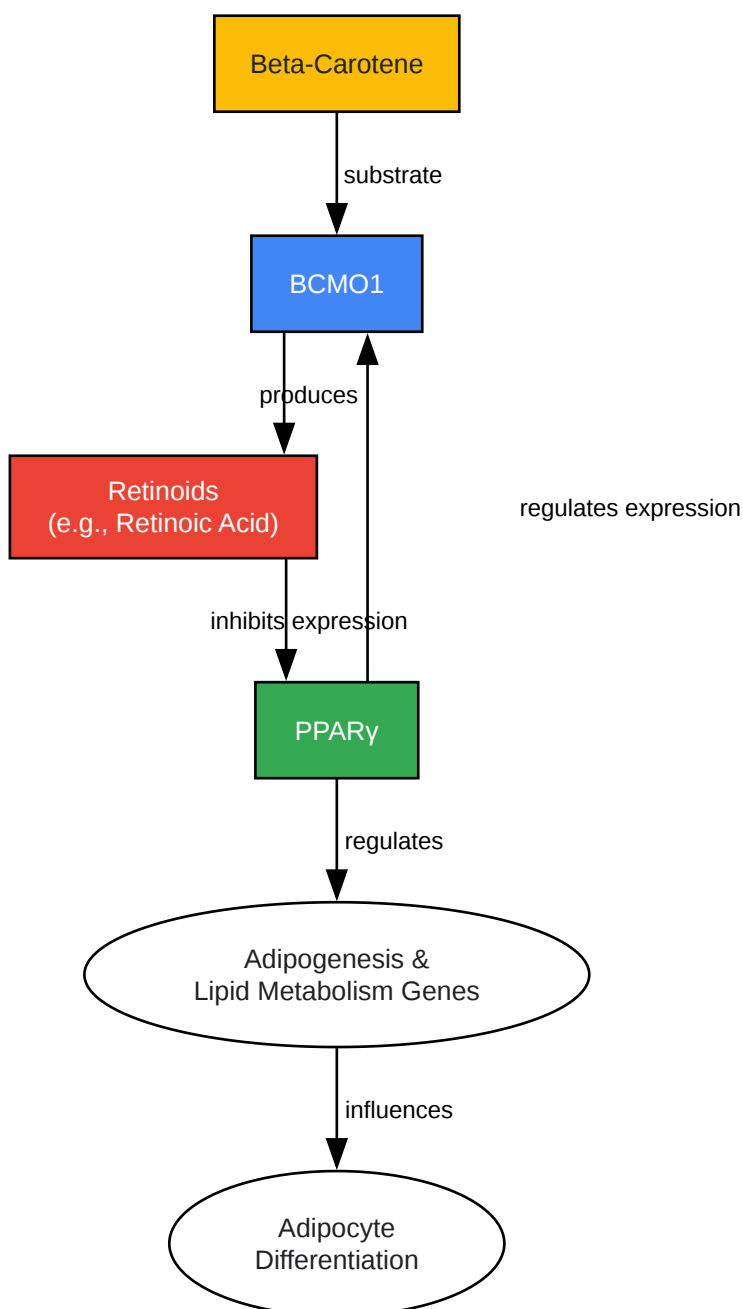 Beta-Carotene
substrate
BCMO1
produces
Retinoids
(e.g., Retinoic Acid)
regulates expression
inhibits expression
PPARγ
regulates
Adipogenesis &
Lipid Metabolism Genes
influences
Adipocyte
Differentiation